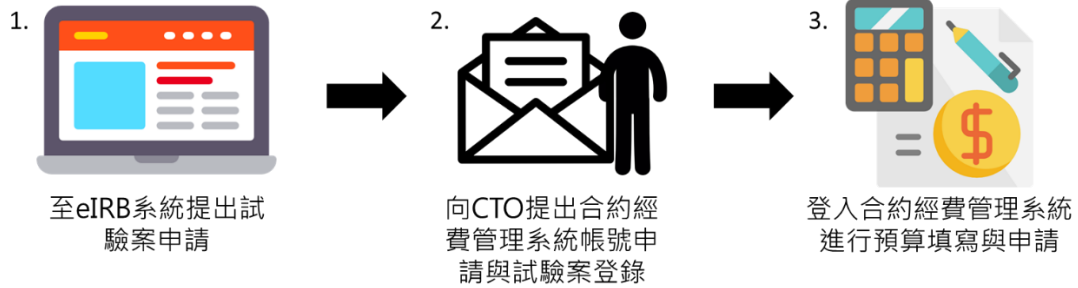 1.
至eIRB系統提出試
驗案申請
2.
向CTO提出合約經
費管理系統帳號申
請與試驗案登錄
3.
登入合約經費管理系統
進行預算填寫與申請